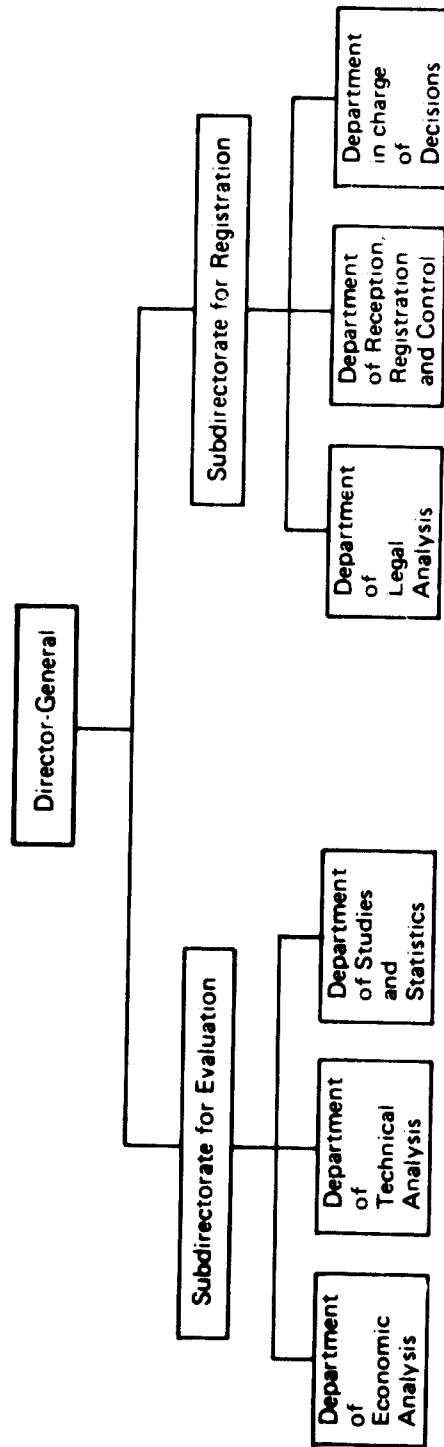 Director-General
Subdirectorate for Evaluation
Subdirectorate for Registration
Department
of
Economic
Analysis
Department
of
Technical
Analysis
Department
of Studies
and
Statistics
Department
of
Legal
Analysis
Department
of Reception,
Registration
and Control
Department
in charge
of
Decisions